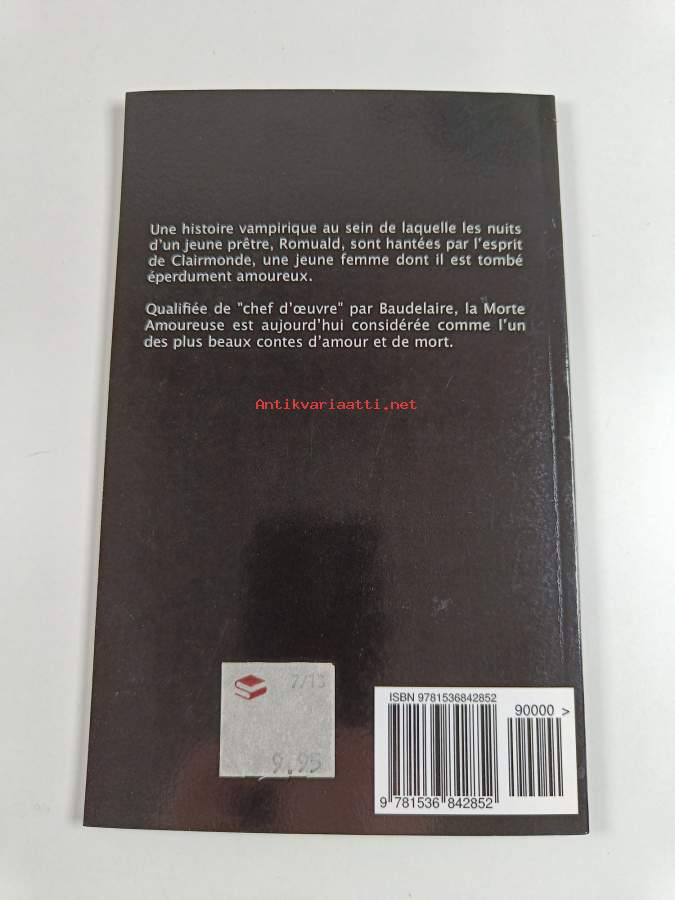 Une histoire vampirique au sein de laquelle les nuits
d'un jeune prêtre, Romuald, sont hantées par l'esprit
de Clairmonde, une jeune femme dont il est tombé
éperdument amoureux.
Qualifiée de "chef d'œuvre" par Baudelaire, la Morte
Amoureuse est aujourd'hui considérée comme l'un
des plus beaux contes d'amour et de mort.
Antikvariaatti.net
7/13
9.95
ISBN 9781536842852
90000 >
9 781536 842852